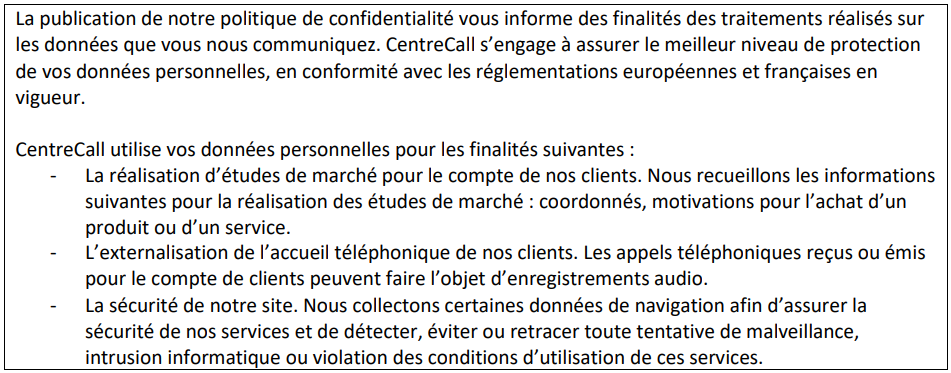 La publication de notre politique de confidentialité vous informe des finalités des traitements réalisés sur
les données que vous nous communiquez. CentreCall s’engage à assurer le meilleur niveau de protection
de vos données personnelles, en conformité avec les réglementations européennes et françaises en
vigueur.
CentreCall utilise vos données personnelles pour les finalités suivantes :
- La réalisation d’études de marché pour le compte de nos clients. Nous recueillons les informations
suivantes pour la réalisation des études de marché : coordonnés, motivations pour l’achat d’un
produit ou d’un service.
- L’externalisation de l’accueil téléphonique de nos clients. Les appels téléphoniques reçus ou émis
pour le compte de clients peuvent faire l’objet d’enregistrements audio.
- La sécurité de notre site. Nous collectons certaines données de navigation afin d’assurer la
sécurité de nos services et de détecter, éviter ou retracer toute tentative de malveillance,
intrusion informatique ou violation des conditions d’utilisation de ces services.